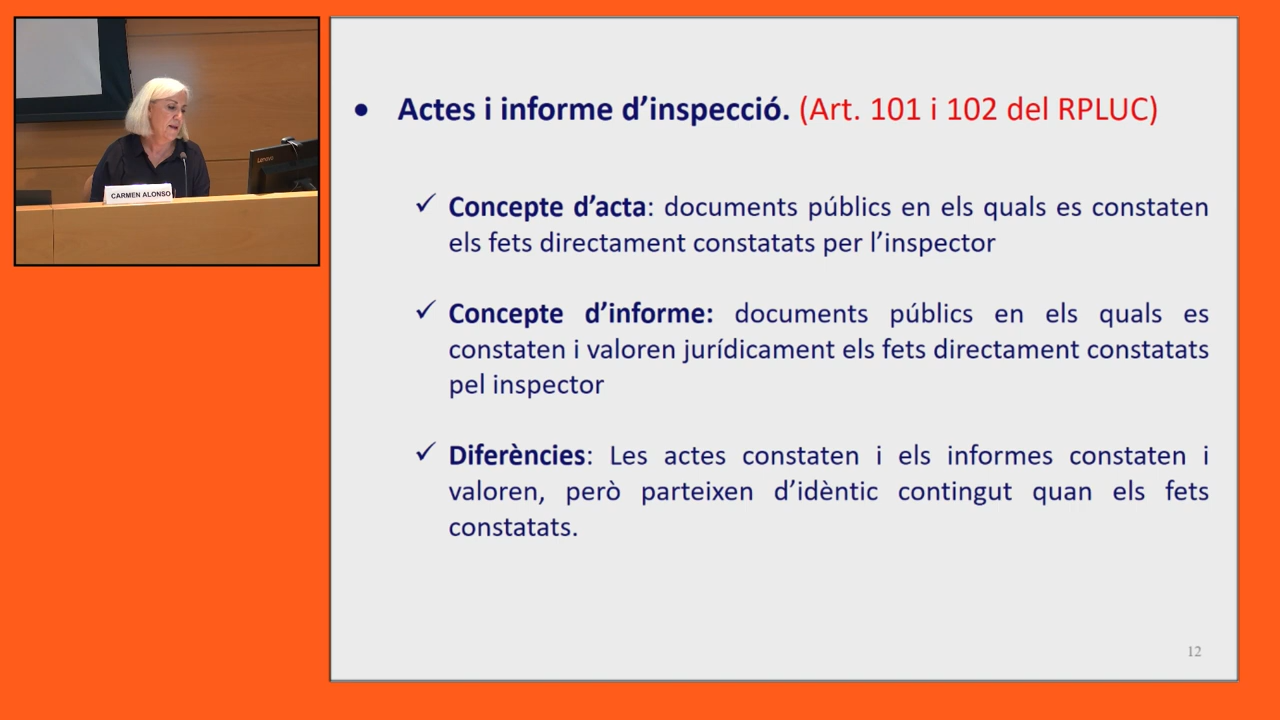 Lenovo
CARMEN ALONSO
• Actes i informe d’inspecció. (Art. 101 i 102 del RPLUC)
✓ Concepte d’acta: documents públics en els quals es constaten
els fets directament constatats per l’inspector
✓ Concepte d’informe: documents públics en els quals es
constaten i valoren jurídicament els fets directament constatats
pel inspector
✓ Diferències: Les actes constaten i els informes constaten i
valoren, però parteixen d’idèntic contingut quan els fets
constatats.
12